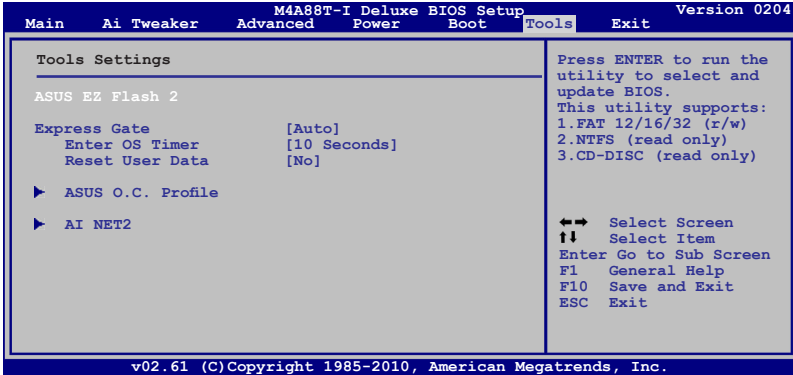 M4A88T-I Deluxe BIOS Setup Version 0204
Main Ai Tweaker Advanced Power Boot Tools Exit
Tools Settings
ASUS EZ Flash 2
Express Gate [Auto]
Enter OS Timer [10 Seconds]
Reset User Data [No]
ASUS O.C. Profile
AI NET2
Press ENTER to run the
utility to select and
update BIOS.
This utility supports:
1.FAT 12/16/32 (r/w)
2.NTFS (read only)
3.CD-DISC (read only)
←→ Select Screen
↑↓ Select Item
Enter Go to Sub Screen
F1 General Help
F10 Save and Exit
ESC Exit
v02.61 (C)Copyright 1985-2010, American Megatrends, Inc.